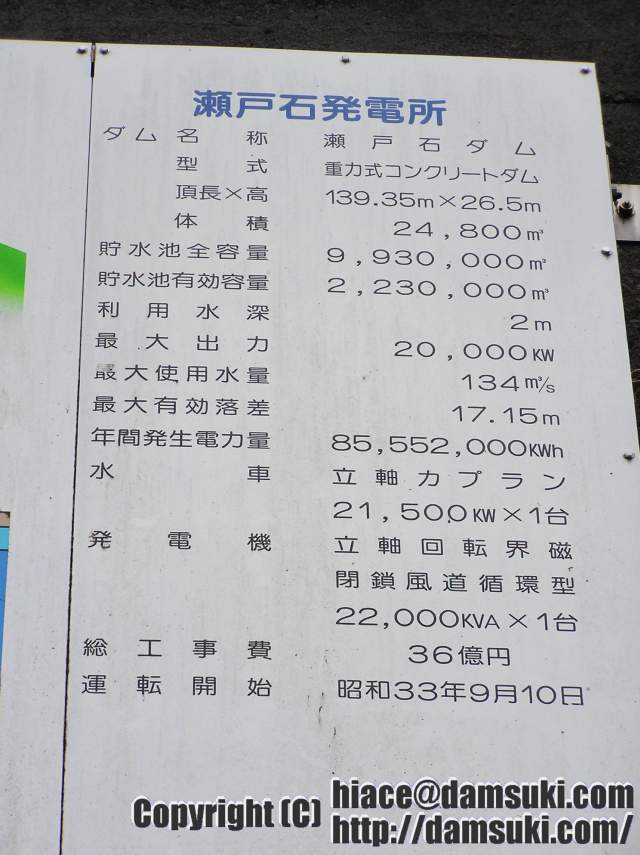 瀬戸石発電所
ダム名称 瀬戸石ダム
型式 重力式コンクリートダム
頂長×高 139.35m×26.5m
体積 24,800㎥
貯水池全容量 9,930,000㎥
貯水池有効容量 2,230,000㎥
利用水深 2m
最大出力 20,000KW
最大使用水量 134㎥/s
最大有効落差 17.15m
年間発生電力量 85,552,000KWh
水車 立軸カプラン
21,500KW×1台
発電機 立軸回転界磁
閉鎖風道循環型
22,000KVA×1台
総工事費 36億円
運転開始 昭和33年9月10日
Copyright (C) hiace@damsuki.com
http://damsuki.com/